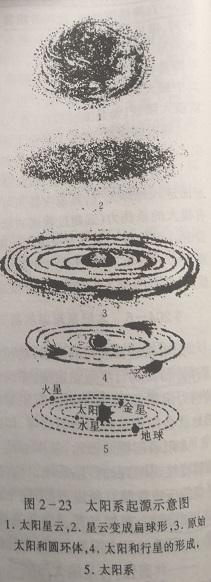 1
2
3
4
火星
太阳
金星
水星
地球
5
图 2-23 太阳系起源示意图
1. 太阳星云,2. 星云变成扁球形,3. 原始
太阳和圆环体,4. 太阳和行星的形成,
5. 太阳系